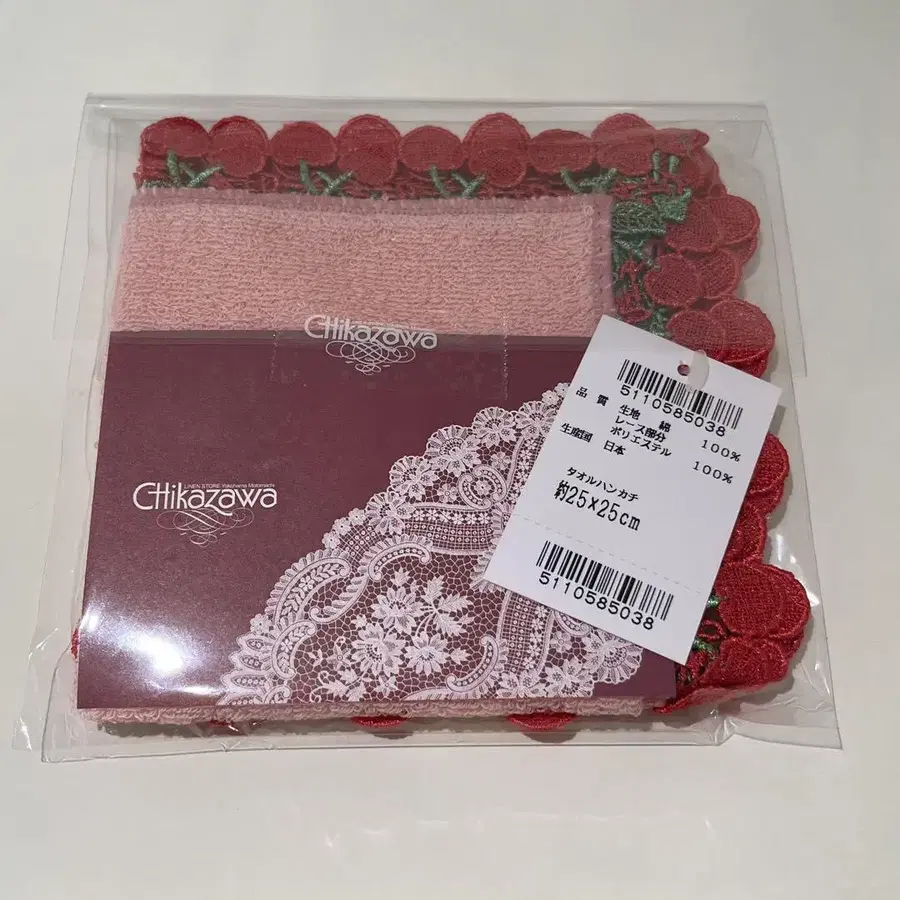 Chikazawa
LINEN STORE Yokohama Motomachi
Chikazawa
5110585038
品質 生地 綿 100%
レース部分
ポリエステル 100%
生産国 日本
タオルハンカチ
約25×25cm
5110585038